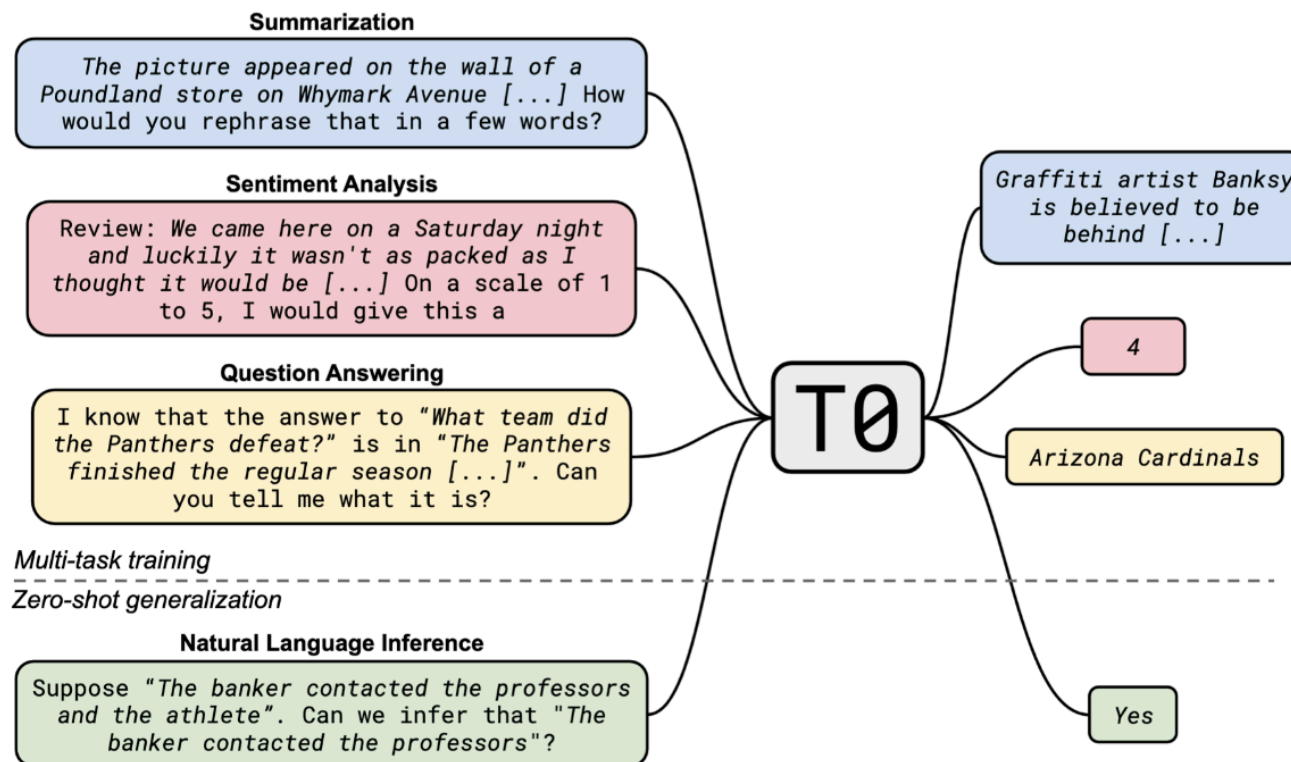 Summarization
The picture appeared on the wall of a
Poundland store on Whymark Avenue [...] How
would you rephrase that in a few words?
Sentiment Analysis
Review: We came here on a Saturday night
and luckily it wasn't as packed as I
thought it would be [...] On a scale of 1
to 5, I would give this a
Question Answering
I know that the answer to “What team did
the Panthers defeat?” is in “The Panthers
finished the regular season [...]”. Can
you tell me what it is?
Multi-task training
Zero-shot generalization
Natural Language Inference
Suppose “The banker contacted the professors
and the athlete”. Can we infer that "The
banker contacted the professors"?
T0
Graffiti artist Banksy
is believed to be
behind [...]
4
Arizona Cardinals
Yes